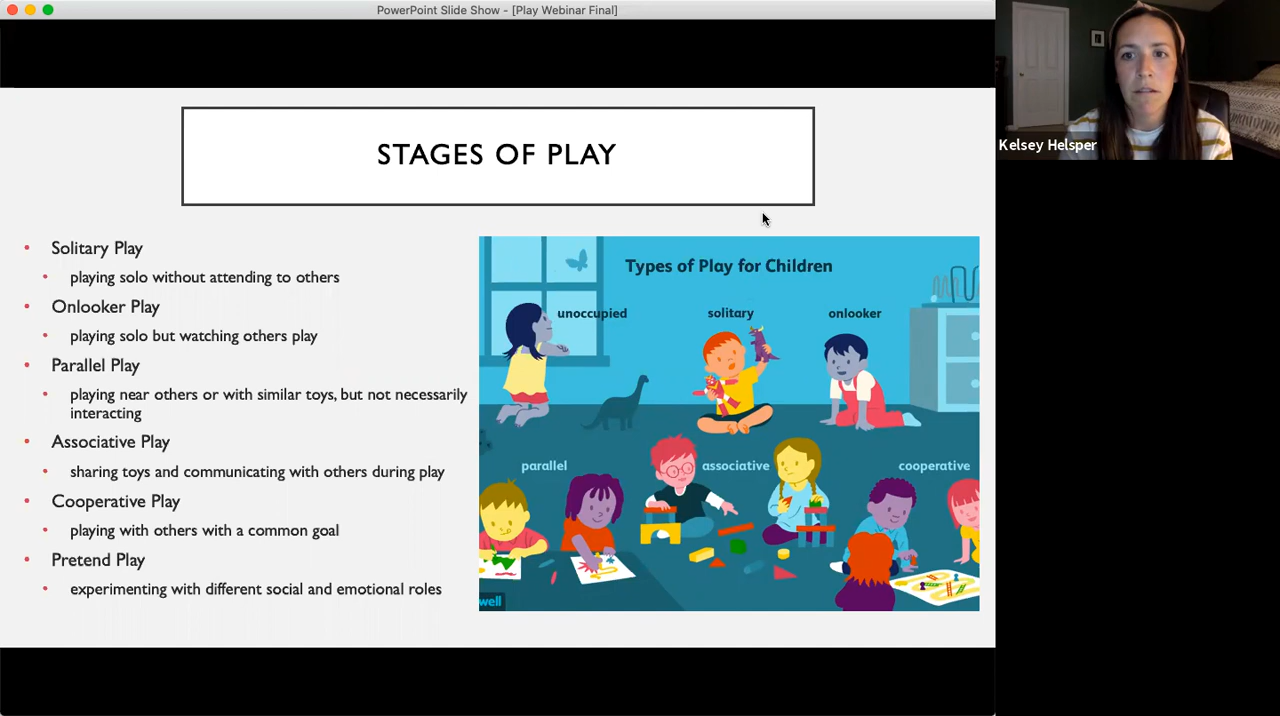 PowerPoint Slide Show - [Play Webinar Final]
STAGES OF PLAY
Kelsey Helsper
• Solitary Play
• playing solo without attending to others
• Onlooker Play
• playing solo but watching others play
• Parallel Play
• playing near others or with similar toys, but not necessarily
interacting
• Associative Play
• sharing toys and communicating with others during play
• Cooperative Play
• playing with others with a common goal
• Pretend Play
• experimenting with different social and emotional roles
Types of Play for Children
unoccupied
solitary
onlooker
parallel
associative
cooperative
well